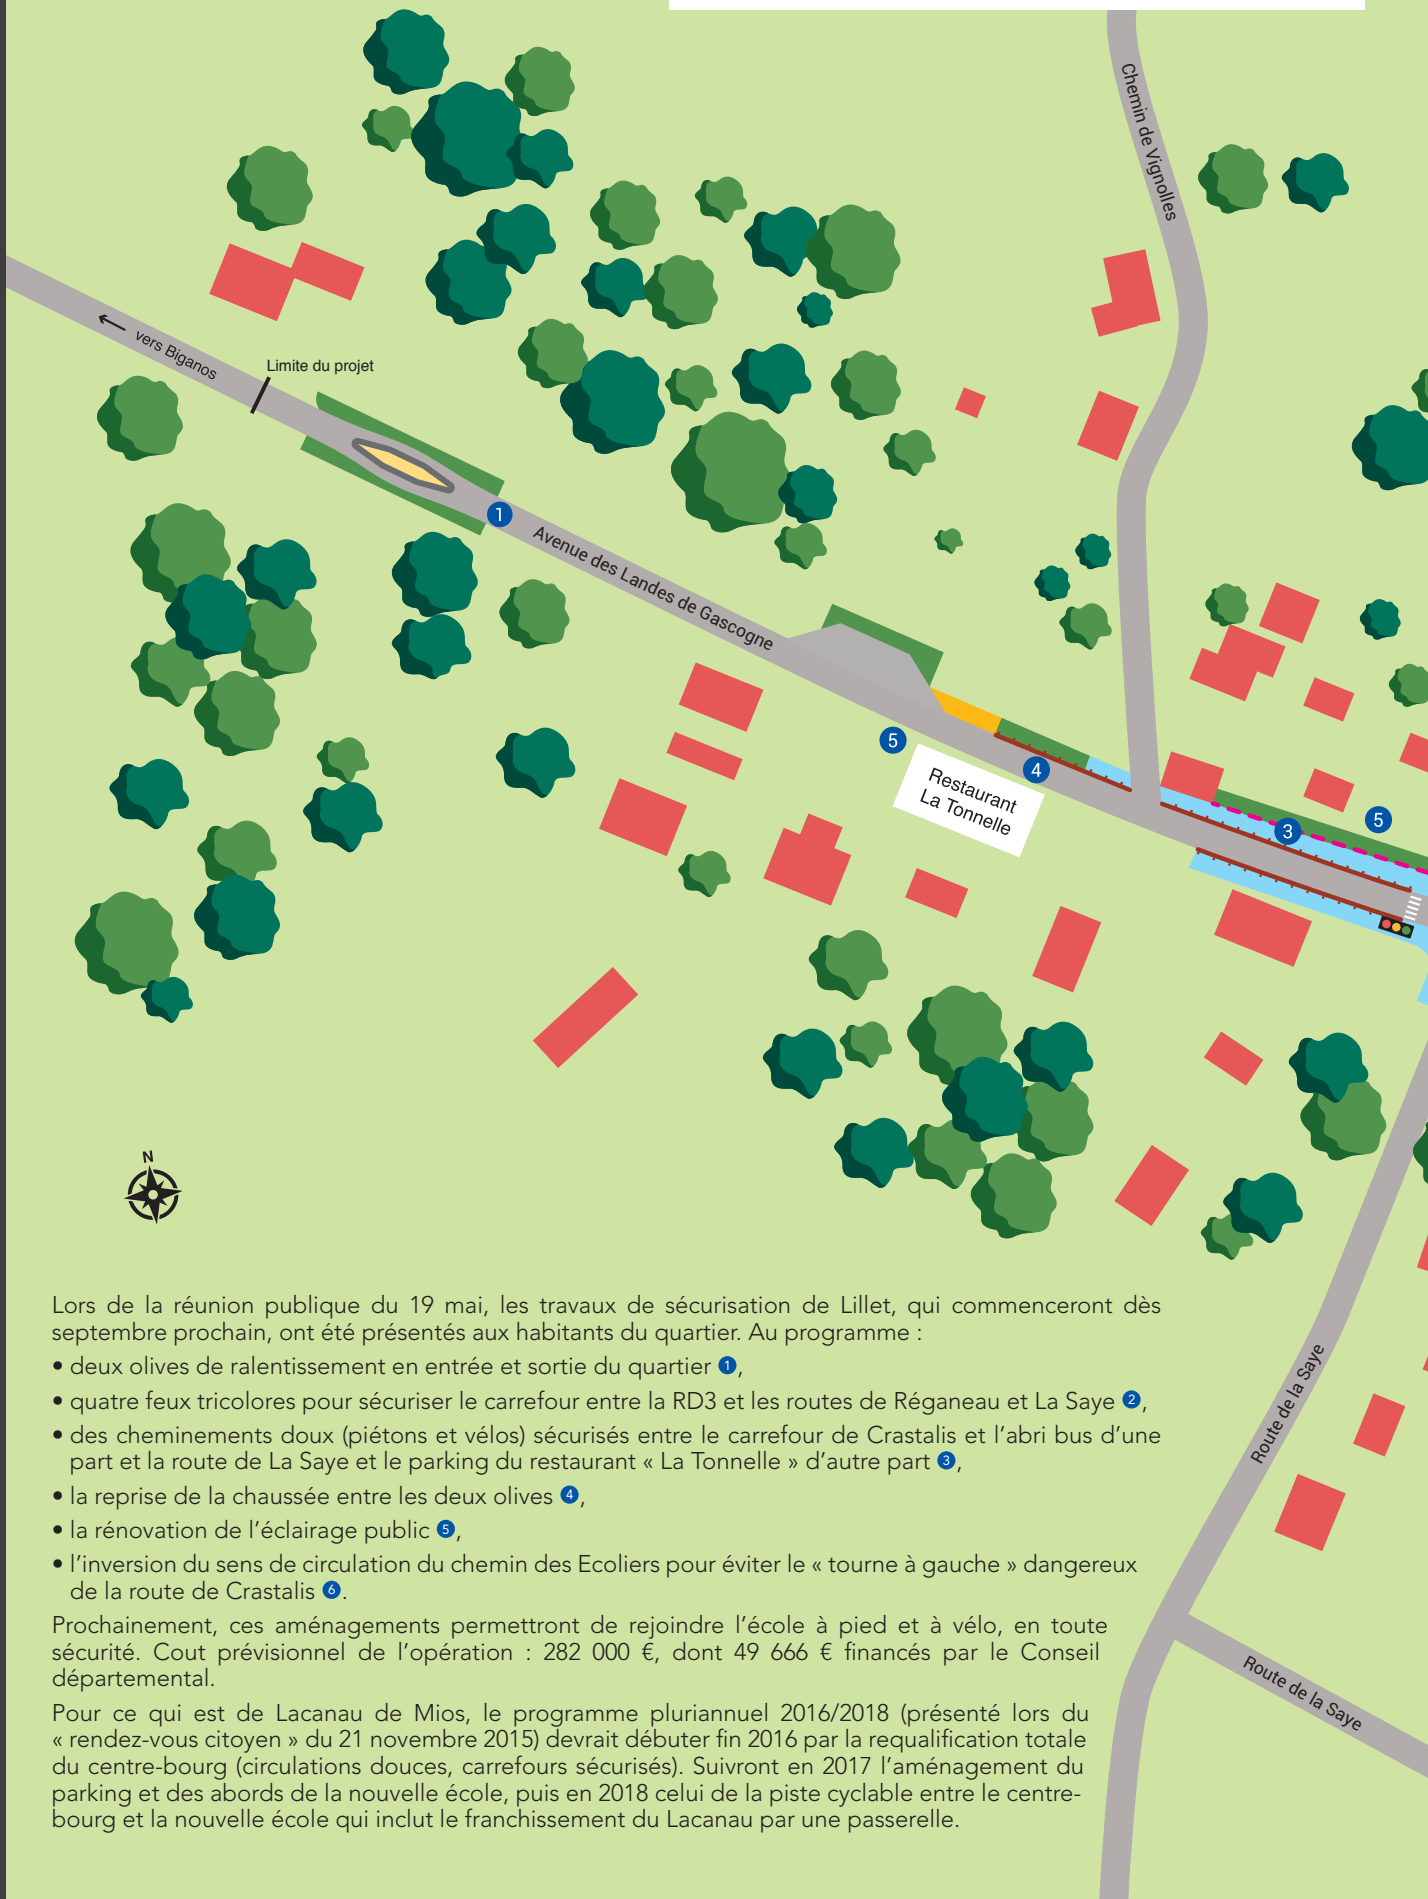 Chemin de Vignolles
vers Biganos
Limite du projet
1
Avenue des Landes de Gascogne
5
4
Restaurant
La Tonnelle
3
5
N
Lors de la réunion publique du 19 mai, les travaux de sécurisation de Lillet, qui commenceront dès
septembre prochain, ont été présentés aux habitants du quartier. Au programme :
• deux olives de ralentissement en entrée et sortie du quartier 1,
• quatre feux tricolores pour sécuriser le carrefour entre la RD3 et les routes de Réganeau et La Saye 2,
• des cheminements doux (piétons et vélos) sécurisés entre le carrefour de Crastalis et l'abri bus d'une
part et la route de La Saye et le parking du restaurant « La Tonnelle » d'autre part 3,
• la reprise de la chaussée entre les deux olives 4,
• la rénovation de l'éclairage public 5,
• l'inversion du sens de circulation du chemin des Ecoliers pour éviter le « tourne à gauche » dangereux
de la route de Crastalis 6.
Prochainement, ces aménagements permettront de rejoindre l'école à pied et à vélo, en toute
sécurité. Cout prévisionnel de l'opération : 282 000 €, dont 49 666 € financés par le Conseil
départemental.
Pour ce qui est de Lacanau de Mios, le programme pluriannuel 2016/2018 (présenté lors du
« rendez-vous citoyen » du 21 novembre 2015) devrait débuter fin 2016 par la requalification totale
du centre-bourg (circulations douces, carrefours sécurisés). Suivront en 2017 l'aménagement du
parking et des abords de la nouvelle école, puis en 2018 celui de la piste cyclable entre le centre-
bourg et la nouvelle école qui inclut le franchissement du Lacanau par une passerelle.
Route de la Saye
Route de la Saye